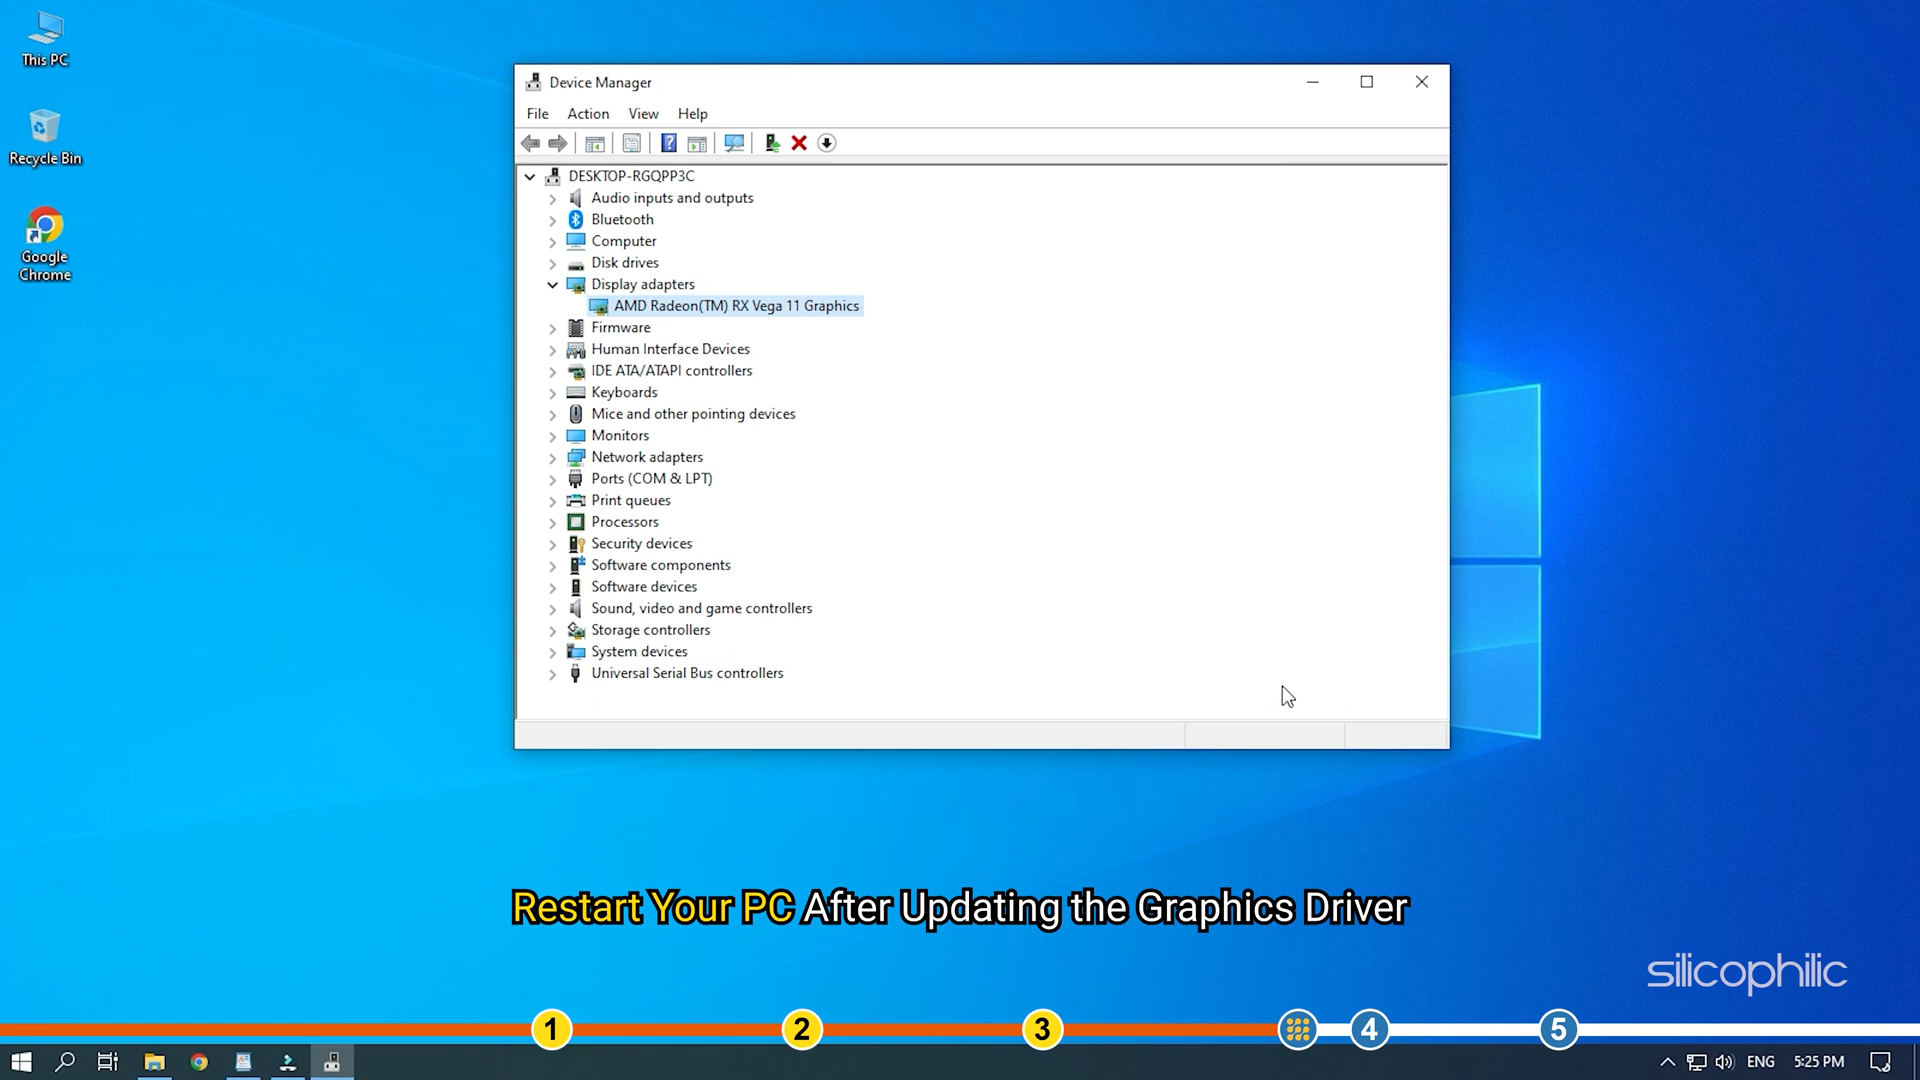 This PC
Recycle Bin
Google
Chrome
Device Manager
File Action View Help
DESKTOP-RGQPP3C
Audio inputs and outputs
Bluetooth
Computer
Disk drives
Display adapters
AMD Radeon(TM) RX Vega 11 Graphics
Firmware
Human Interface Devices
IDE ATA/ATAPI controllers
Keyboards
Mice and other pointing devices
Monitors
Network adapters
Ports (COM & LPT)
Print queues
Processors
Security devices
Software components
Software devices
Sound, video and game controllers
Storage controllers
System devices
Universal Serial Bus controllers
Restart Your PC After Updating the Graphics Driver
silicophilic
1 2 3 4 5
ENG 5:25 PM